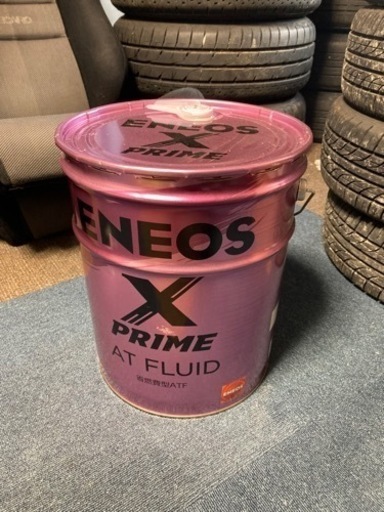 ENEOS
X
PRIME
ENEOS
X
PRIME
AT FLUID
省燃費型ATF